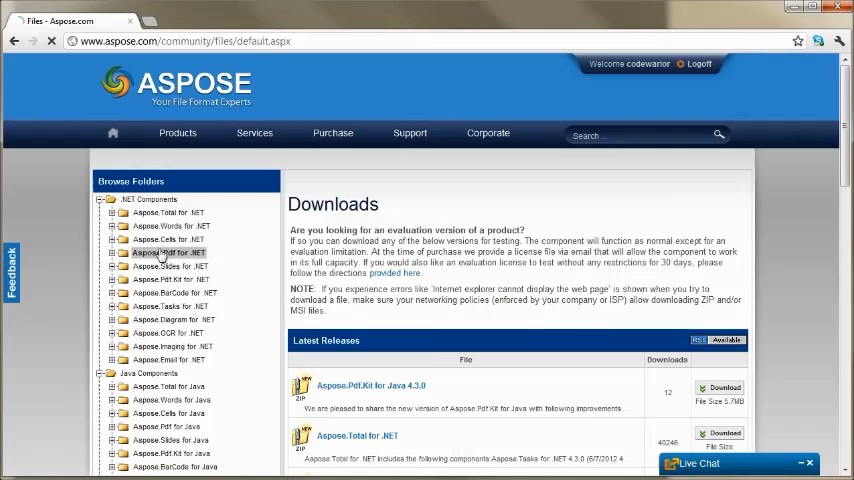 Files - Aspose.com
www.aspose.com/community/files/default.aspx
Welcome codewarior Logoff
ASPOSE
Your File Format Experts
Products Services Purchase Support Corporate Search ...
Feedback
Browse Folders
.NET Components
Aspose.Total for .NET
Aspose.Words for .NET
Aspose.Cells for .NET
Aspose.Pdf for .NET
Aspose.Slides for .NET
Aspose.Pdf.Kit for .NET
Aspose.BarCode for .NET
Aspose.Tasks for .NET
Aspose.Diagram for .NET
Aspose.OCR for .NET
Aspose.Imaging for .NET
Aspose.Email for .NET
Java Components
Aspose.Total for Java
Aspose.Words for Java
Aspose.Cells for Java
Aspose.Pdf for Java
Aspose.Slides for Java
Aspose.Pdf.Kit for Java
Aspose.BarCode for Java
Downloads
Are you looking for an evaluation version of a product?
If so you can download any of the below versions for testing. The component will function as normal except for an
evaluation limitation. At the time of purchase we provide a license file via email that will allow the component to work
in its full capacity. If you would also like an evaluation license to test without any restrictions for 30 days, please
follow the directions provided here.
NOTE: If you experience errors like 'Internet explorer cannot display the web page' is shown when you try to
download a file, make sure your networking policies (enforced by your company or ISP) allow downloading ZIP and/or
MSI files.
Latest Releases RSS Available
File Downloads
NEW ZIP
Aspose.Pdf.Kit for Java 4.3.0
We are pleased to share the new version of Aspose.Pdf.Kit for Java with following improvements. ...
12
Download
File Size 5.7MB
NEW ZIP
Aspose.Total for .NET
Aspose.Total for .NET includes the following components:Aspose.Tasks for .NET 4.3.0 (6/7/2012 4 ...
40246
Download
File Size
Live Chat